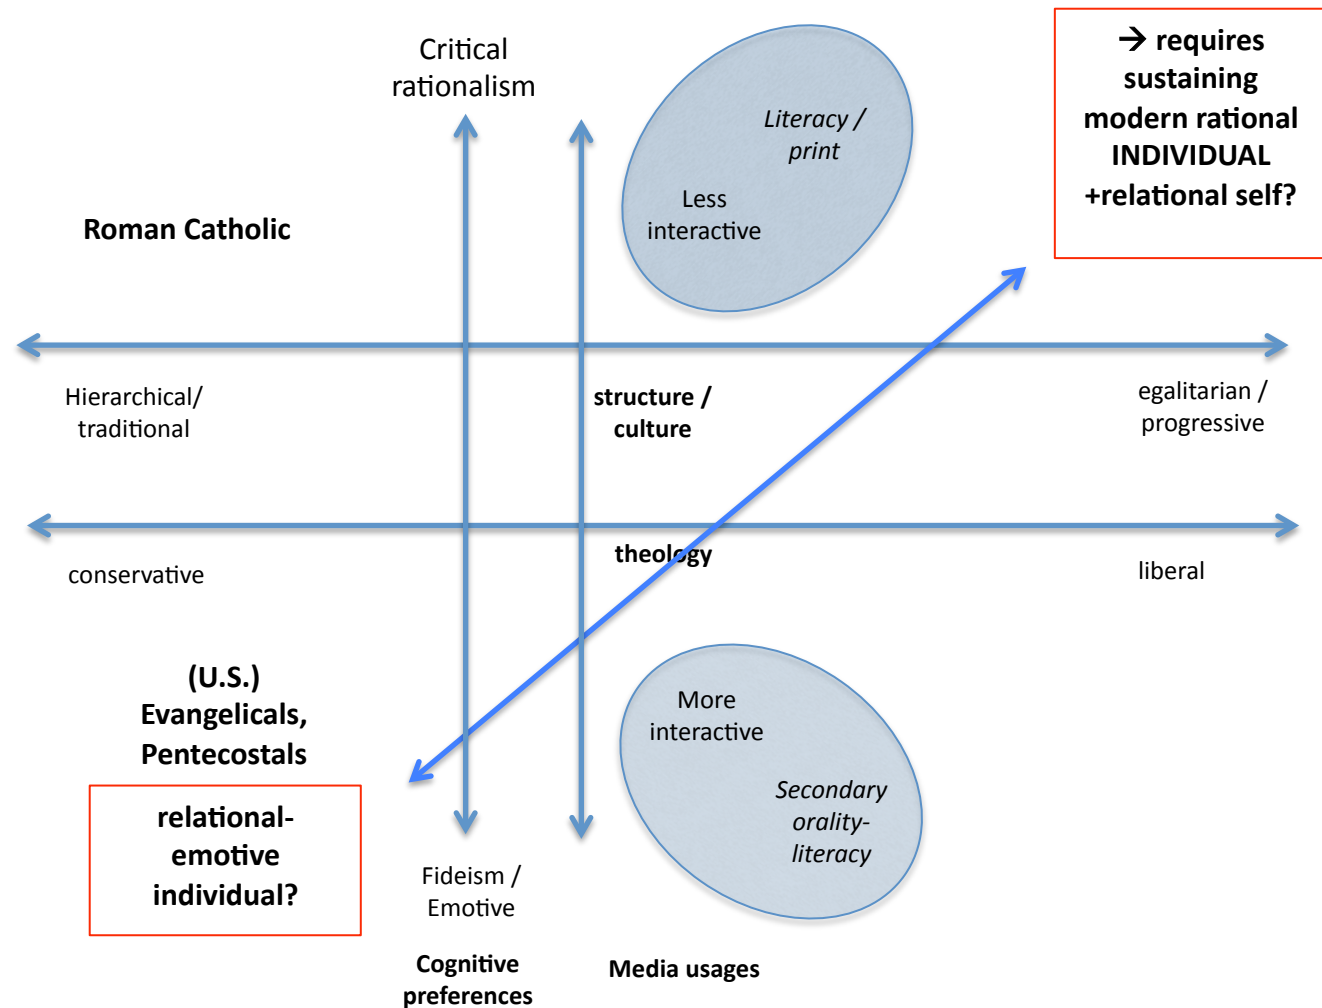 Critical
rationalism
Literacy /
print
Less
interactive
→ requires
sustaining
modern rational
INDIVIDUAL
+relational self?
Roman Catholic
Hierarchical/
traditional
structure /
culture
egalitarian /
progressive
conservative
theology
liberal
(U.S.)
Evangelicals,
Pentecostals
relational-
emotive
individual?
More
interactive
Secondary
orality-
literacy
Fideism /
Emotive
Cognitive
preferences
Media usages